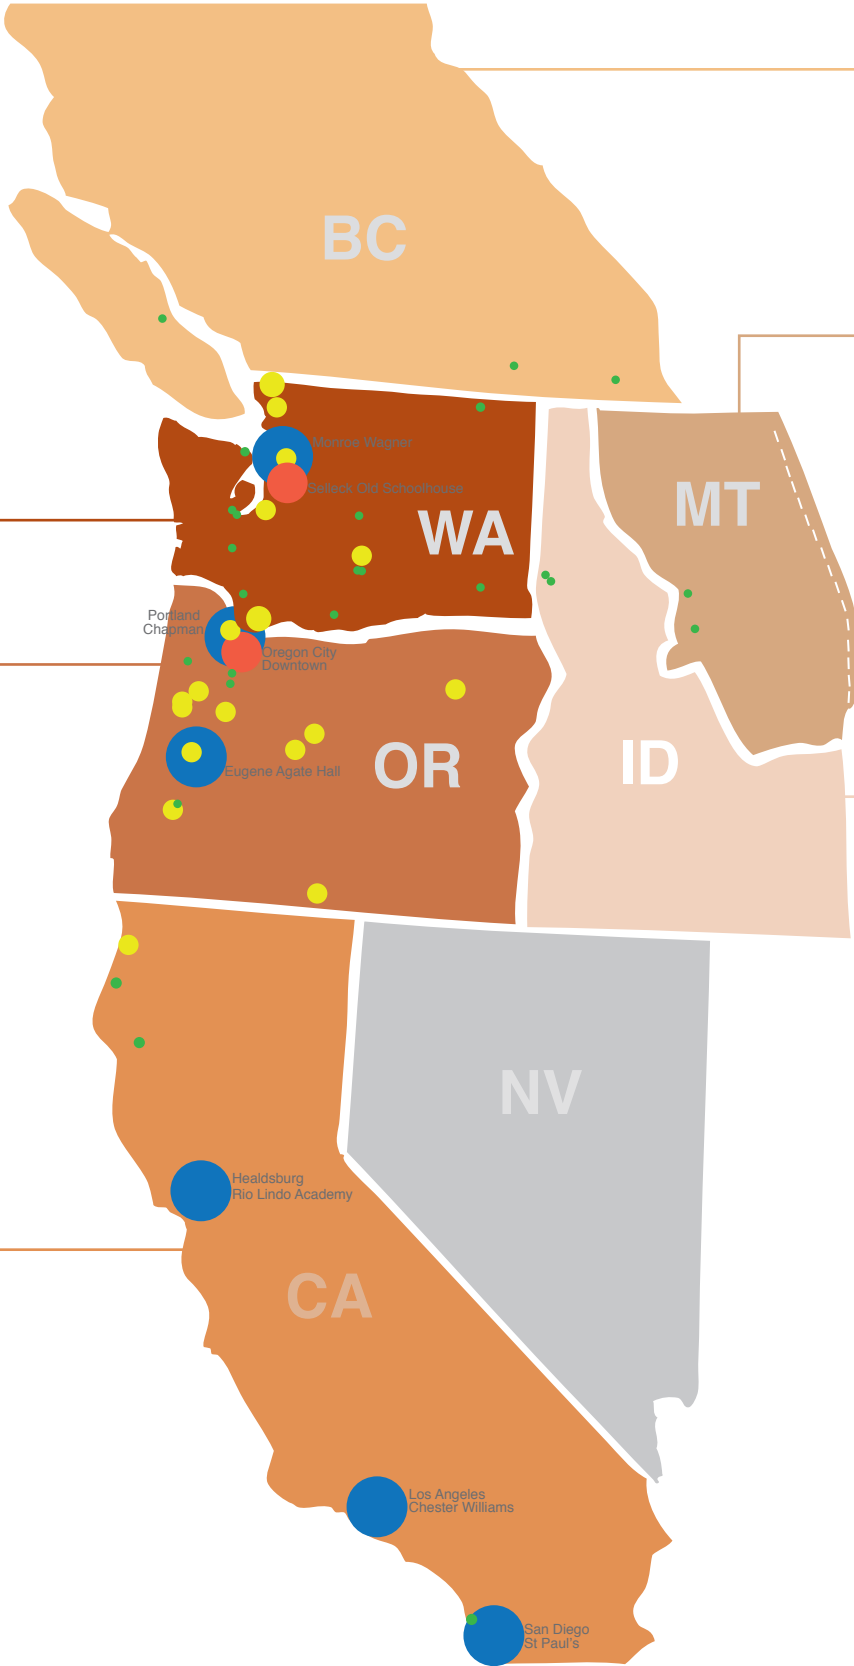 BC
Monroe Wagner
Selleck Old Schoolhouse
MT
WA
Portland
Chapman
Oregon City
Downtown
OR
ID
Eugene Agate Hall
NV
Healdsburg
Rio Lindo Academy
CA
Los Angeles
Chester Williams
San Diego
St Paul's